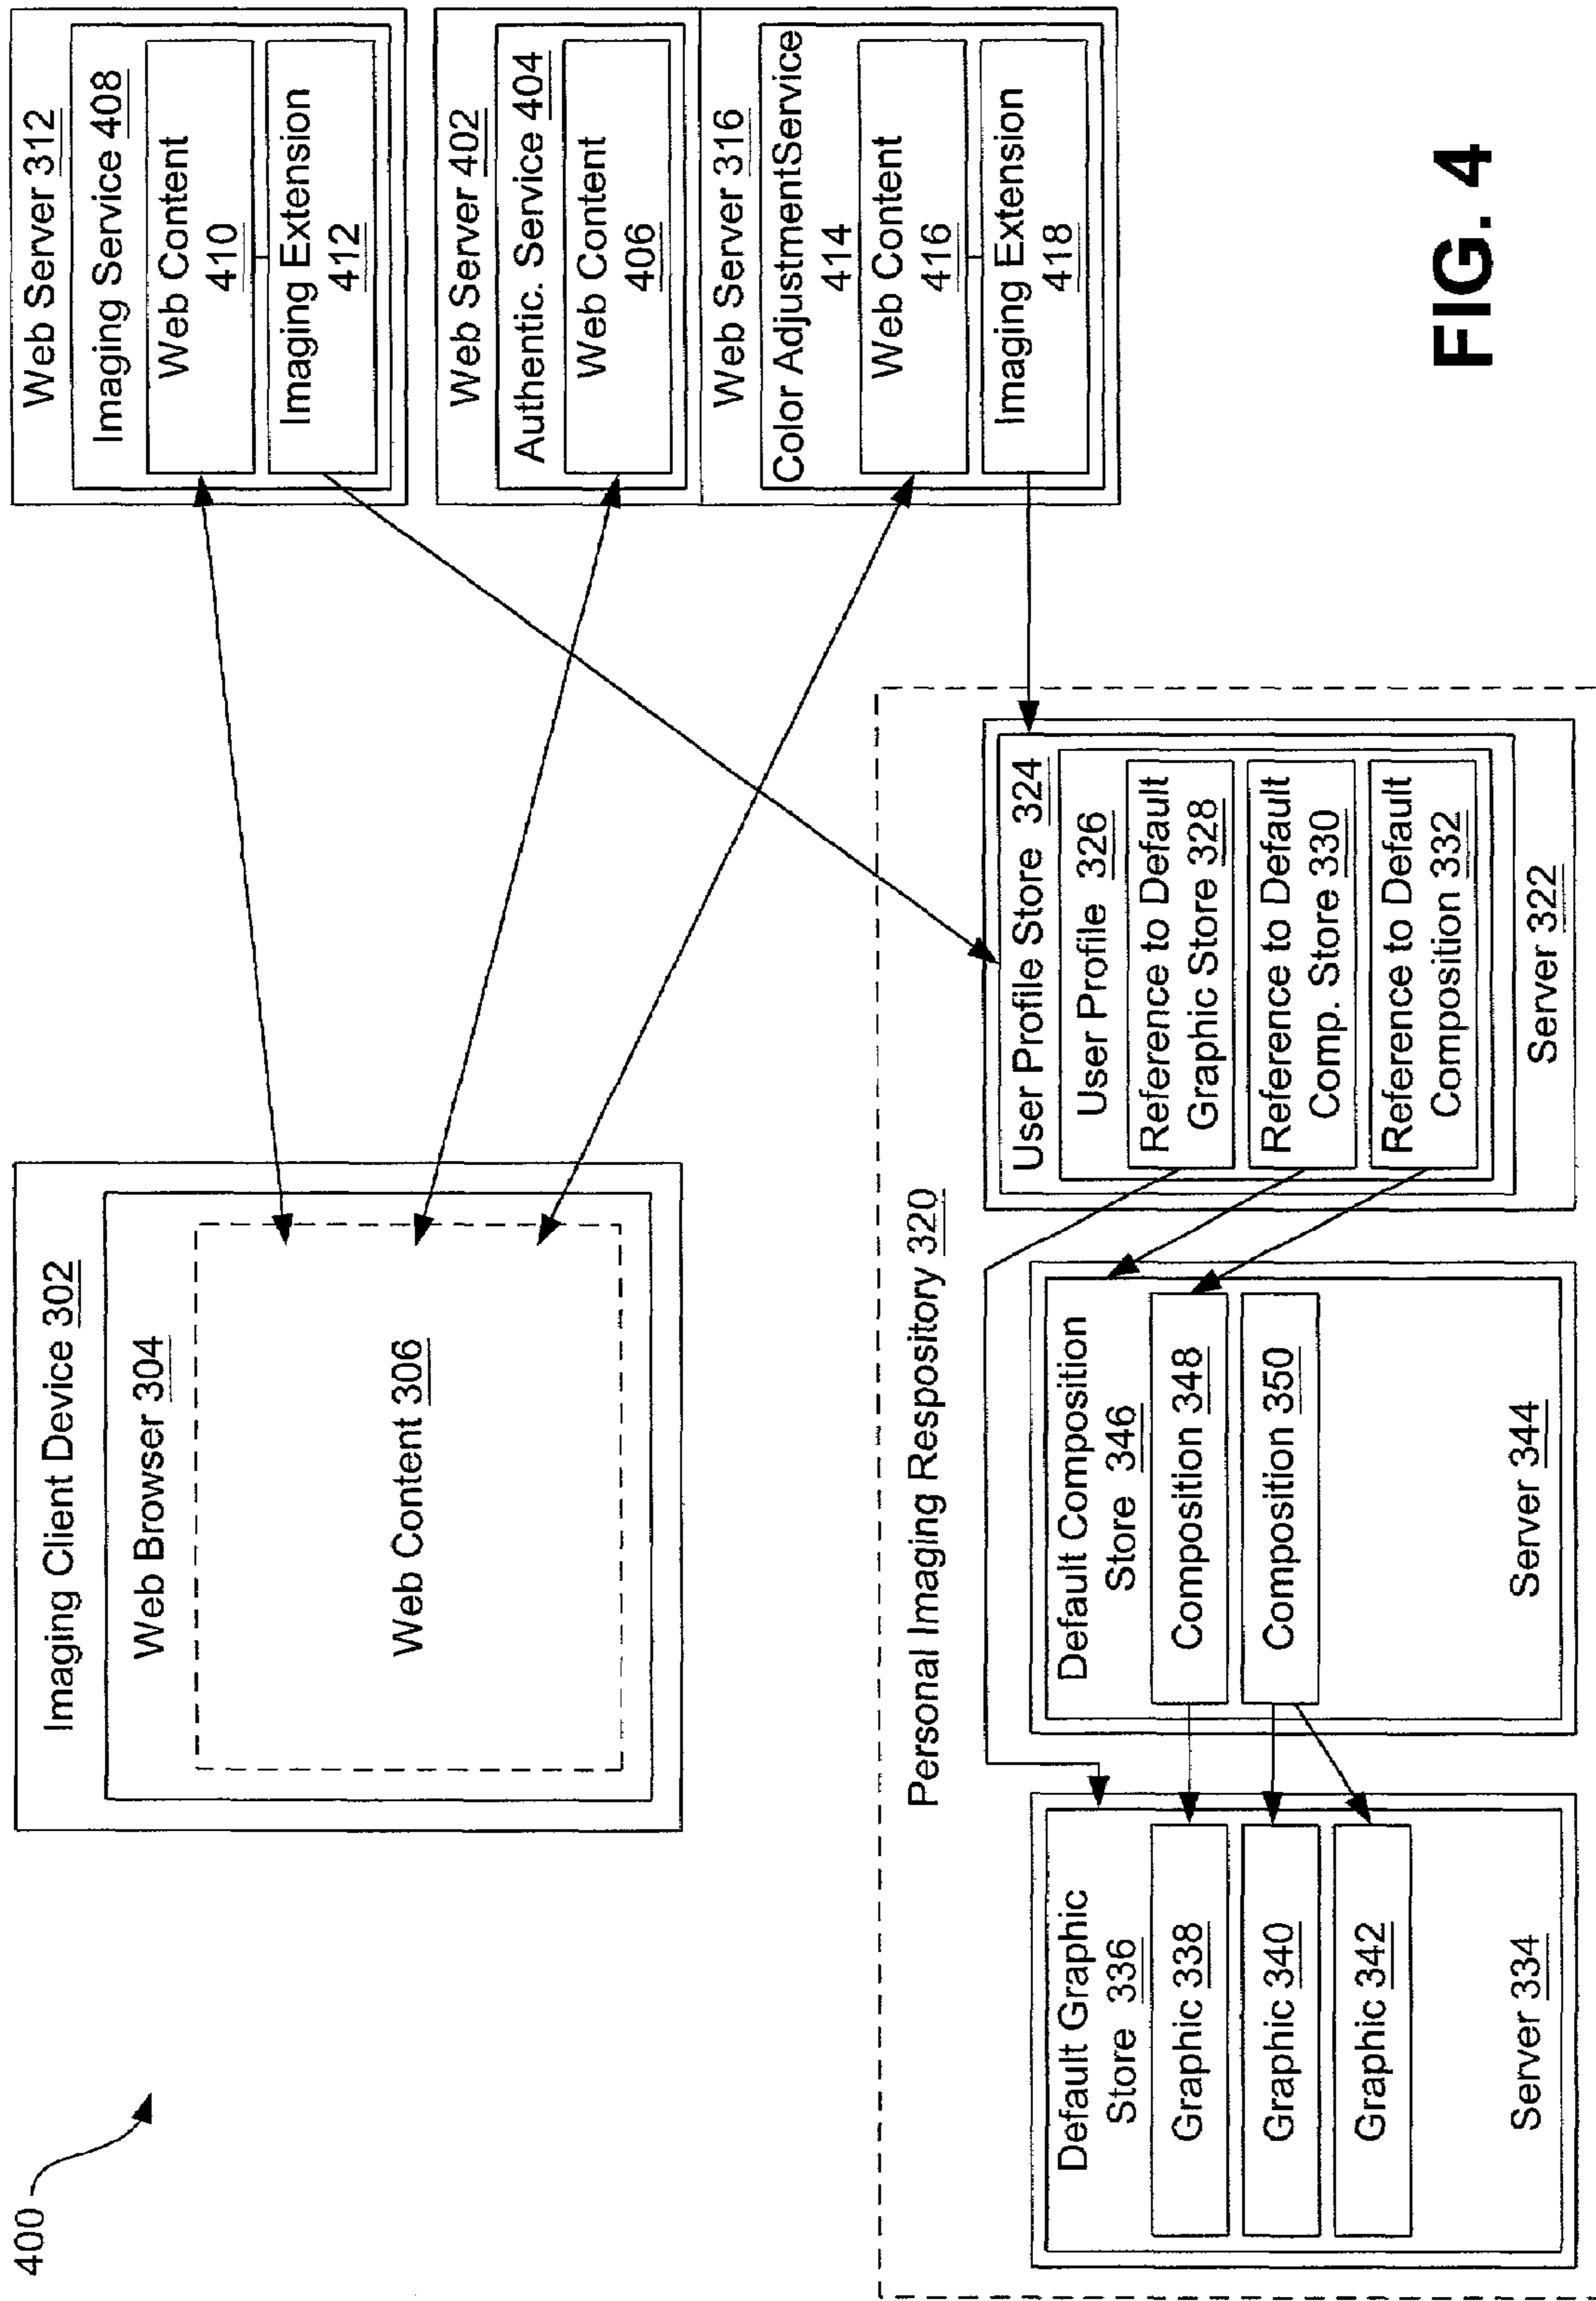 400
Imaging Client Device 302
Web Browser 304
Web Content 306
Web Server 312
Imaging Service 408
Web Content
410
Imaging Extension
412
Web Server 402
Authentic. Service 404
Web Content
406
Web Server 316
Color AdjustmentService
414
Web Content
416
Imaging Extension
418
Personal Imaging Respository 320
Default Graphic
Store 336
Graphic 338
Graphic 340
Graphic 342
Server 334
Default Composition
Store 346
Composition 348
Composition 350
Server 344
User Profile Store 324
User Profile 326
Reference to Default
Graphic Store 328
Reference to Default
Comp. Store 330
Reference to Default
Composition 332
Server 322
FIG. 4